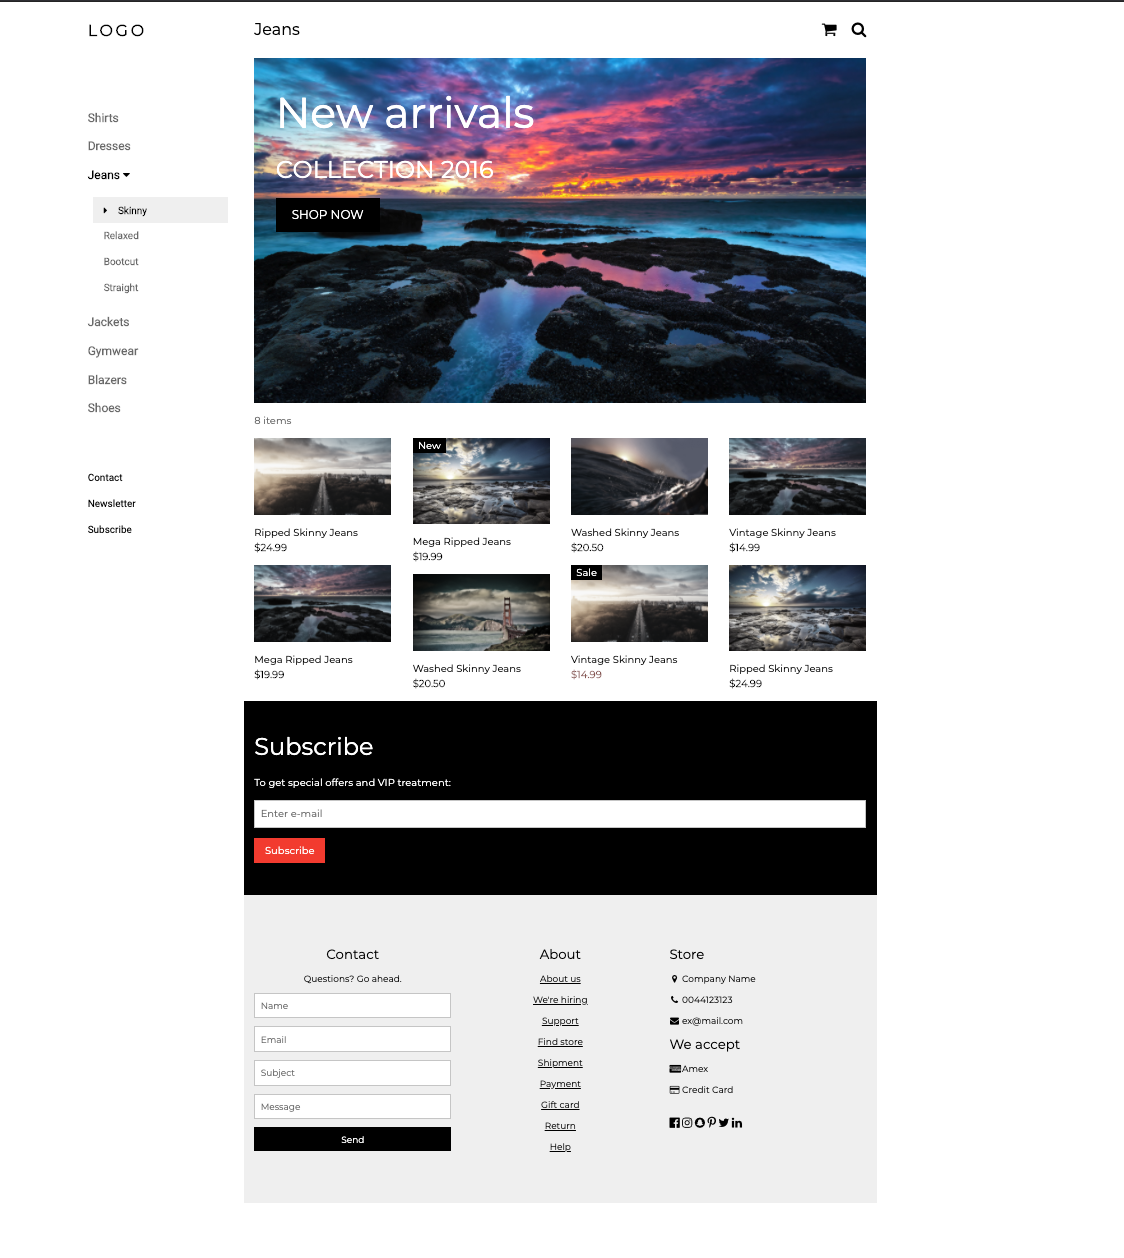 LOGO
Jeans
Shirts
Dresses
Jeans
Skinny
Relaxed
Bootcut
Straight
Jackets
Gymwear
Blazers
Shoes
Contact
Newsletter
Subscribe
New arrivals
COLLECTION 2016
SHOP NOW
8 items
Ripped Skinny Jeans
$24.99
New
Mega Ripped Jeans
$19.99
Washed Skinny Jeans
$20.50
Vintage Skinny Jeans
$14.99
Mega Ripped Jeans
$19.99
Washed Skinny Jeans
$20.50
Sale
Vintage Skinny Jeans
$14.99
Ripped Skinny Jeans
$24.99
Subscribe
To get special offers and VIP treatment:
Enter e-mail
Subscribe
Contact
Questions? Go ahead.
Name
Email
Subject
Message
Send
About
About us
We're hiring
Support
Find store
Shipment
Payment
Gift card
Return
Help
Store
Company Name
0044123123
ex@mail.com
We accept
Amex
Credit Card